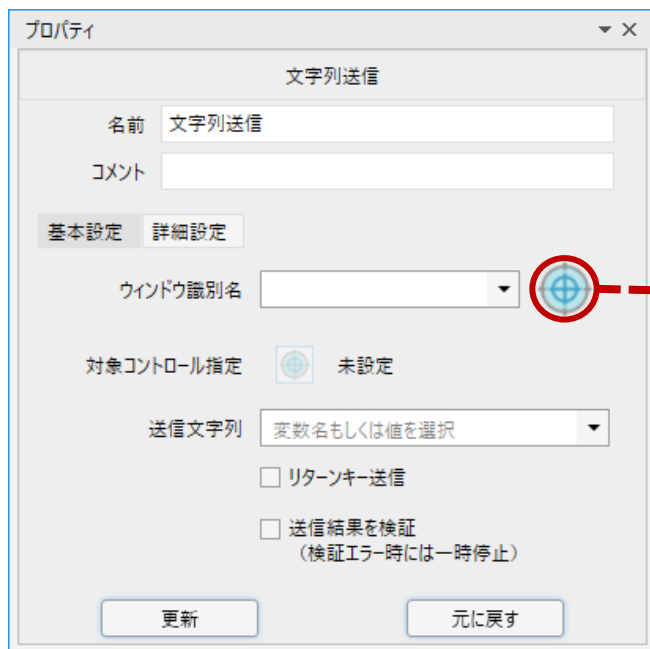 プロパティ
文字列送信
名前 文字列送信
コメント
基本設定 詳細設定
ウィンドウ識別名
対象コントロール指定 未設定
送信文字列 変数名もしくは値を選択
リターンキー送信
送信結果を検証
（検証エラー時には一時停止）
更新 元に戻す